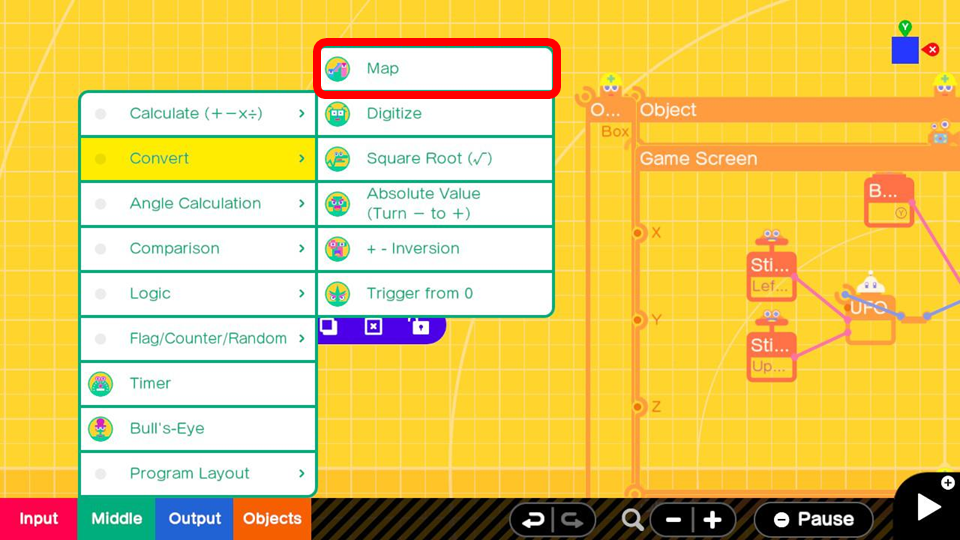 Map
Calculate (+－×÷)
Digitize
Convert
Square Root (√)
Angle Calculation
Absolute Value
(Turn － to +)
Comparison
+ - Inversion
Logic
Trigger from 0
Flag/Counter/Random
Timer
Bull's-Eye
Program Layout
Y
X
O...
Object
Box
Game Screen
B...
Y
X
Sti...
Lef...
UFO
Y
Sti...
Up...
Z
Input
Middle
Output
Objects
Pause